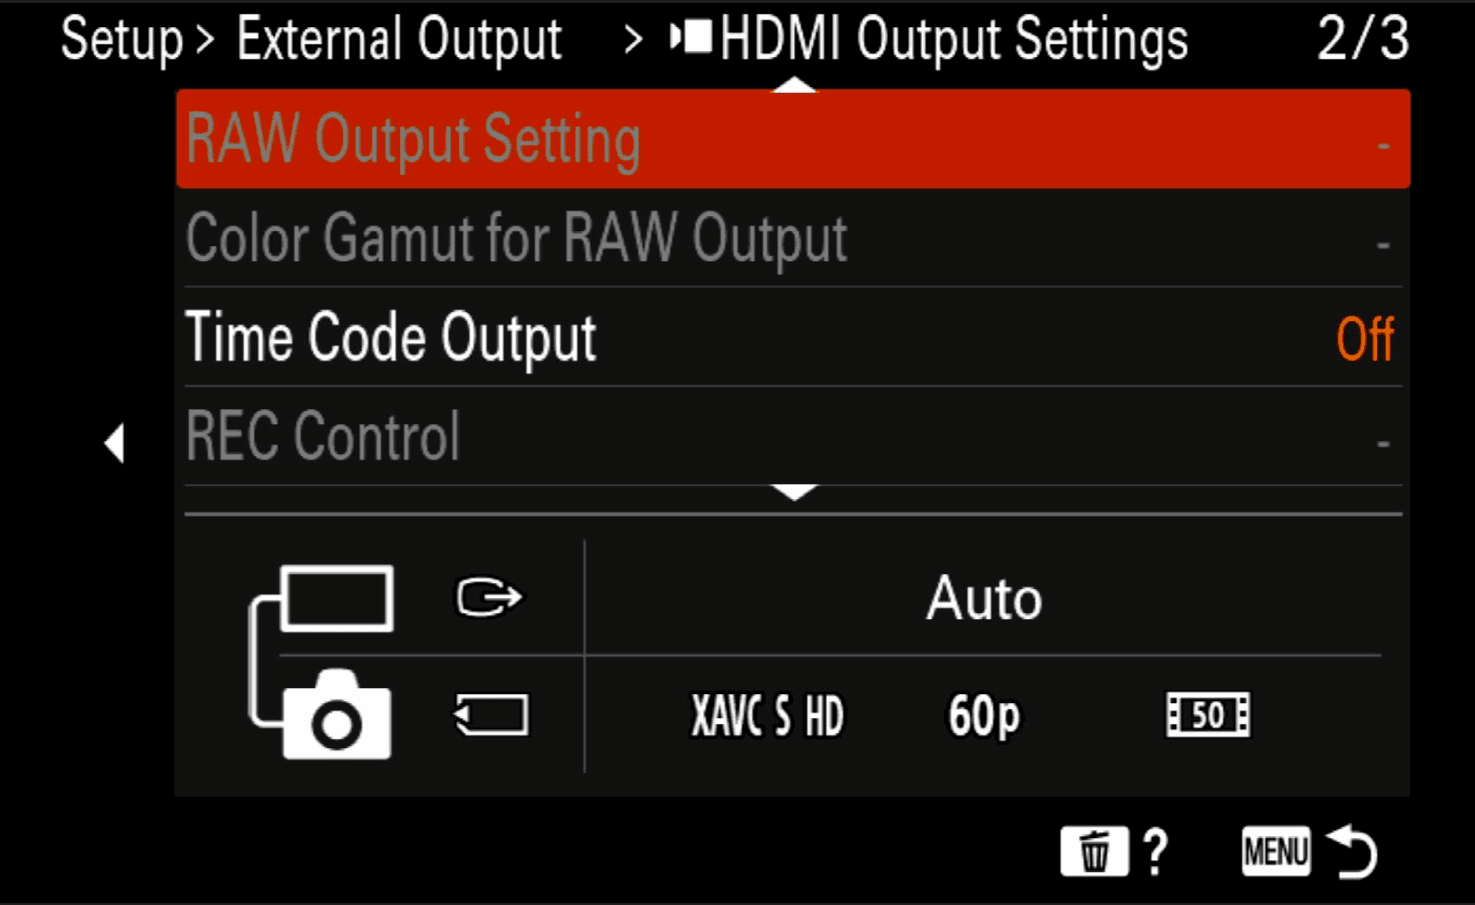 Setup > External Output > HDMI Output Settings 2/3
RAW Output Setting -
Color Gamut for RAW Output -
Time Code Output Off
REC Control -
Auto
XAVC S HD 60p 50
? MENU